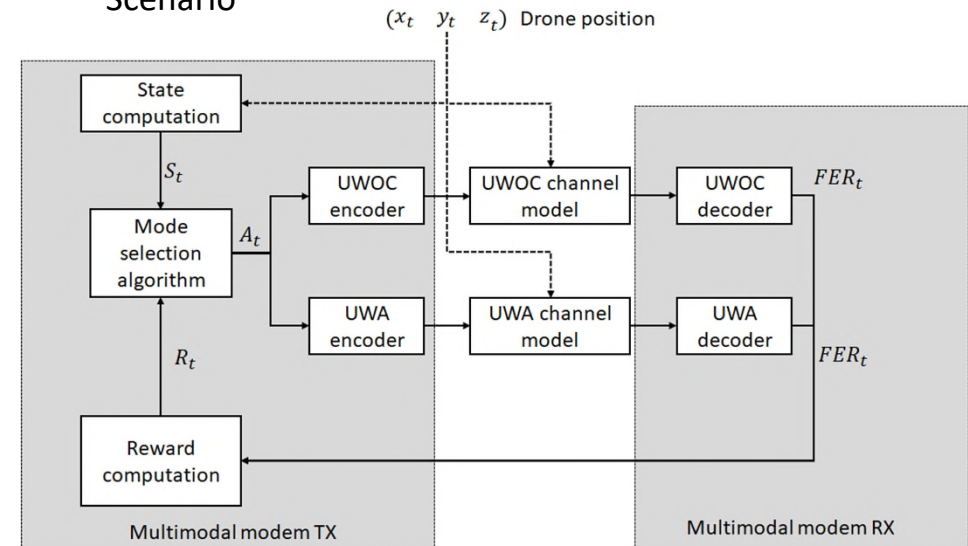 Scenario
(x_t y_t z_t) Drone position
State
computation
S_t
Mode
selection
algorithm
A_t
UWOC
encoder
UWOC channel
model
UWOC
decoder
FER_t
UWA
encoder
UWA channel
model
UWA
decoder
FER_t
R_t
Reward
computation
Multimodal modem TX
Multimodal modem RX